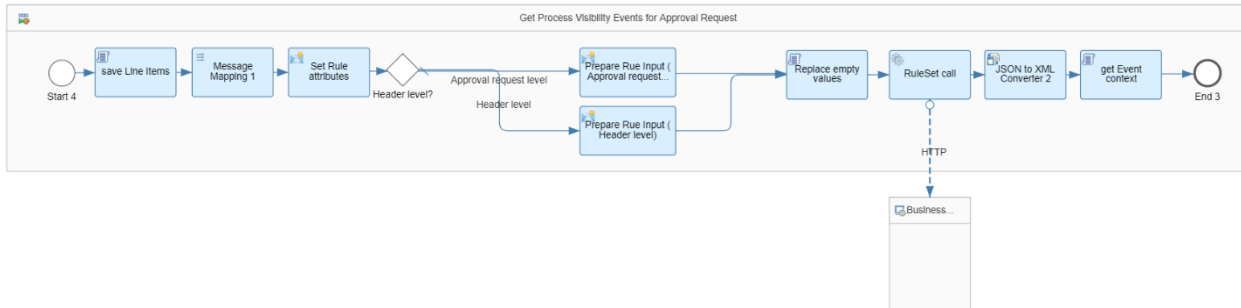 Get Process Visibility Events for Approval Request
Start 4
save Line Items
Message
Mapping 1
Set Rule
attributes
Header level?
Approval request level
Header level
Prepare Rue Input (
Approval request...
Prepare Rue Input (
Header level)
Replace empty
values
RuleSet call
JSON to XML
Converter 2
get Event
context
End 3
HTTP
Business...